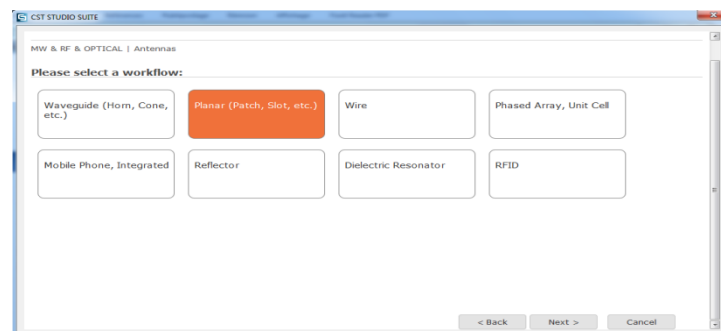 CST STUDIO SUITE
MW & RF & OPTICAL | Antennas
Please select a workflow:
Waveguide (Horn, Cone, etc.)
Planar (Patch, Slot, etc.)
Wire
Phased Array, Unit Cell
Mobile Phone, Integrated
Reflector
Dielectric Resonator
RFID
< Back
Next >
Cancel